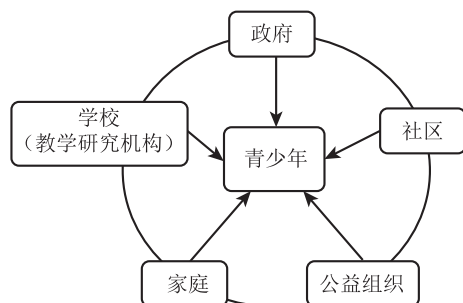 政府
学校
（教学研究机构）
社区
青少年
家庭
公益组织